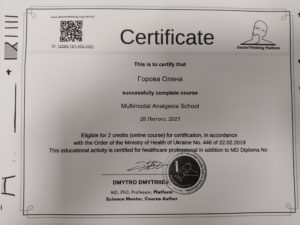 Certificate
DoctorThinking Platform
This is to certify that
Горова Олена
successfully complete course
Multimodal Analgesia School
28 Лютого, 2021
Eligible for 2 credits (online course) for certification, in accordance
with the Order of the Ministry of Health of Ukraine No. 446 of 22.02.2019
This educational activity is certified for healthcare professional in addition to MD Diploma No
DMYTRO DMYTRIIEV
MD, PhD, Professor, Platform
Science Mentor, Course Author